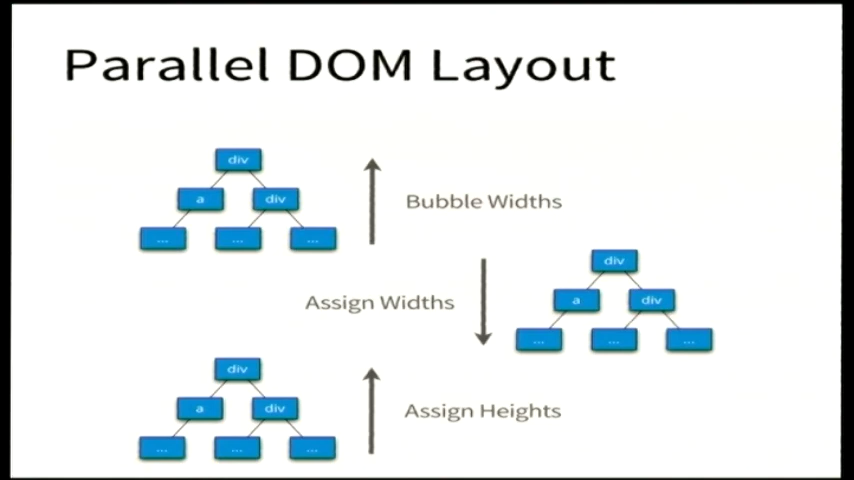 Parallel DOM Layout
div
a div
... ... ...
Bubble Widths
Assign Widths
div
a div
... ... ...
div
a div
... ... ...
Assign Heights